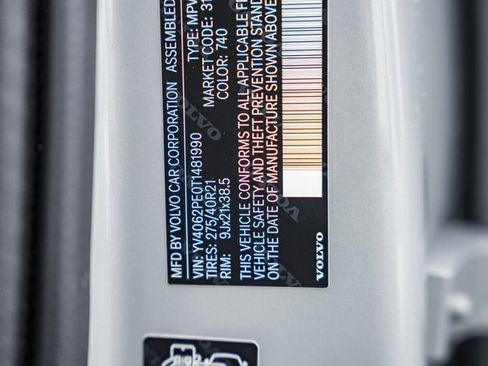 MFD BY VOLVO CAR CORPORATION ASSEMBLED
VIN: YV4062PE0T1481990 TYPE: MPV
TIRES: 275/40R21 MARKET CODE: 31
RIM: 9Jx21x38.5 COLOR: 740
THIS VEHICLE CONFORMS TO ALL APPLICABLE FE
VEHICLE SAFETY AND THEFT PREVENTION STAND
ON THE DATE OF MANUFACTURE SHOWN ABOVE
VOLVO